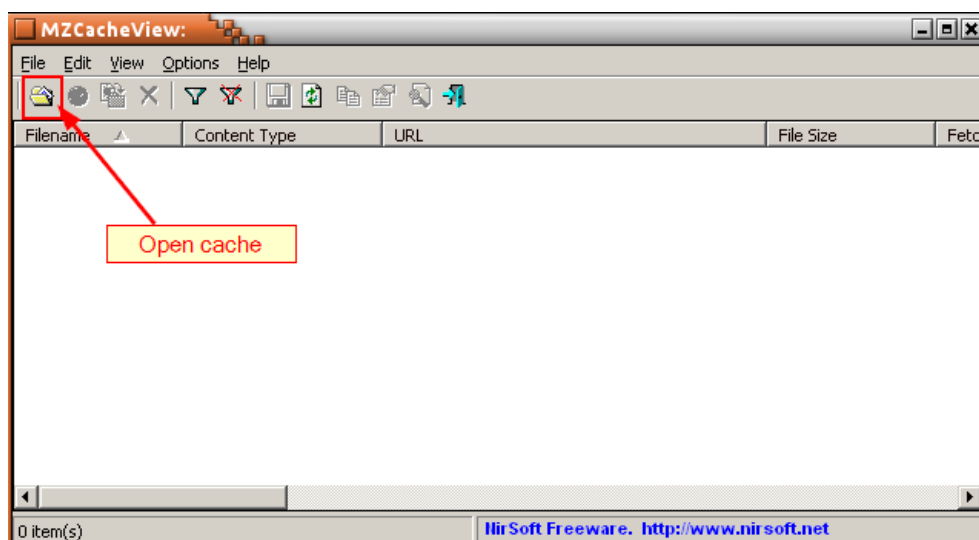 MZCacheView:
File Edit View Options Help
Filename Content Type URL File Size Fetc
Open cache
0 item(s) NirSoft Freeware. http://www.nirsoft.net